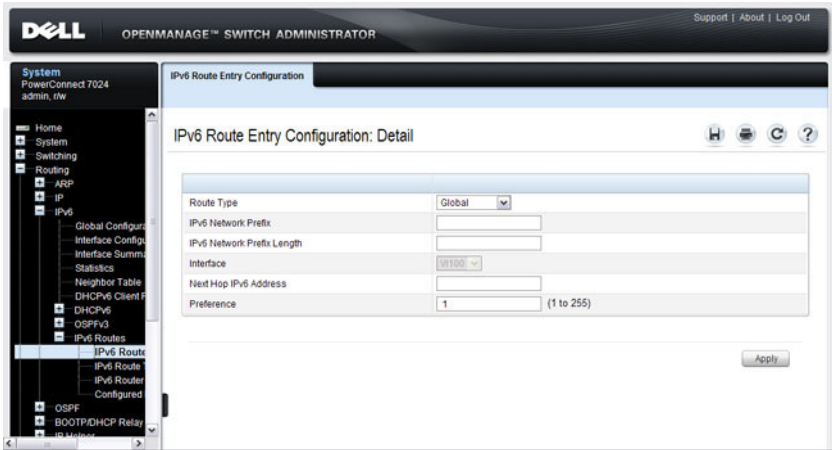 Support | About | Log Out
DELL
OPENMANAGE™ SWITCH ADMINISTRATOR
System
PowerConnect 7024
admin, r/w
IPv6 Route Entry Configuration
IPv6 Route Entry Configuration: Detail
Home
System
Switching
Routing
ARP
IP
IPv6
Global Configura
Interface Configu
Interface Summa
Statistics
Neighbor Table
DHCPv6 Client P
DHCPv6
OSPFv3
IPv6 Routes
IPv6 Route
IPv6 Route T
IPv6 Router
Configured
OSPF
BOOTP/DHCP Relay
IP Helper
Route Type Global
IPv6 Network Prefix
IPv6 Network Prefix Length
Interface Vl100
Next Hop IPv6 Address
Preference 1 (1 to 255)
Apply